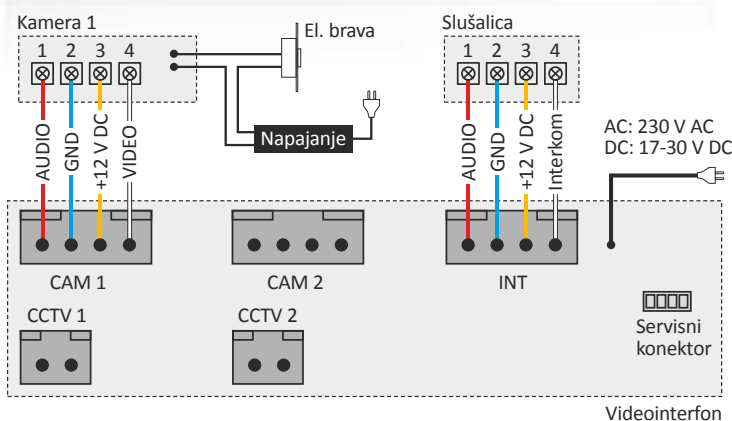 Kamera 1
1 2 3 4
El. brava
Napajanje
Slušalica
1 2 3 4
AC: 230 V AC
DC: 17-30 V DC
AUDIO
GND
+12 V DC
VIDEO
AUDIO
GND
+12 V DC
Interkom
CAM 1
CAM 2
INT
CCTV 1
CCTV 2
Servisni
konektor
Videointerfon